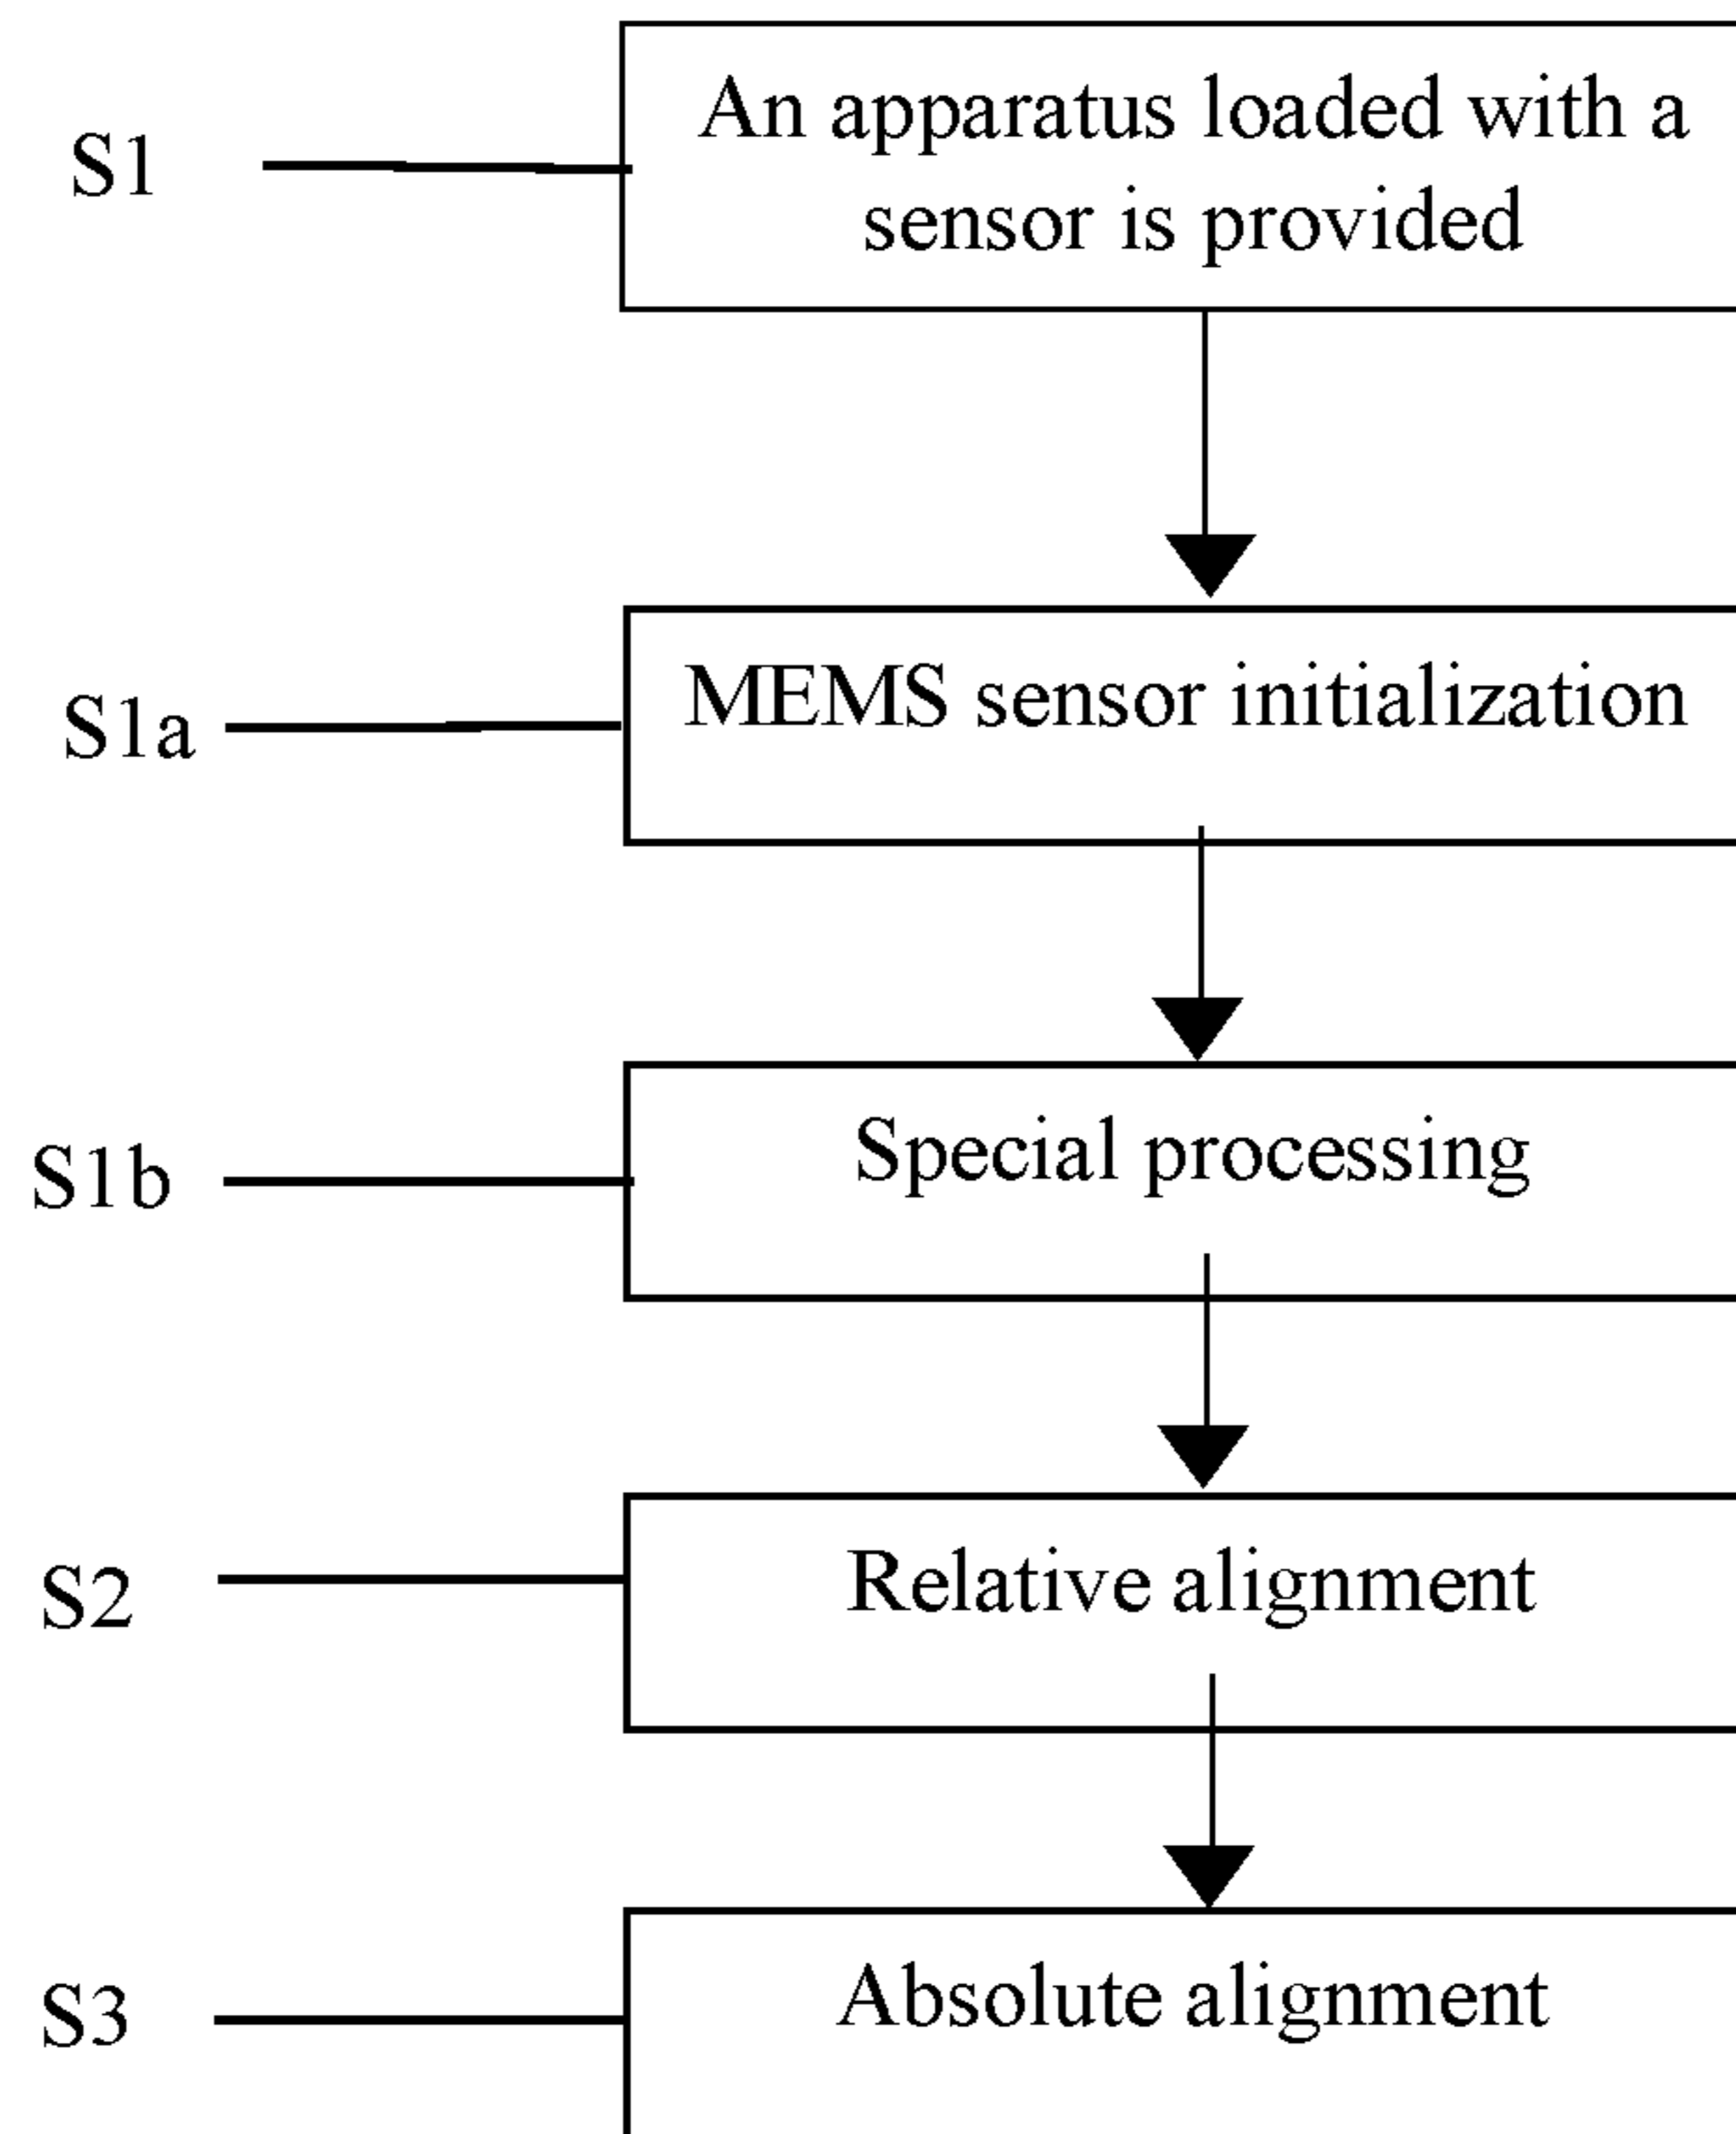 S1
An apparatus loaded with a
sensor is provided
S1a
MEMS sensor initialization
S1b
Special processing
S2
Relative alignment
S3
Absolute alignment